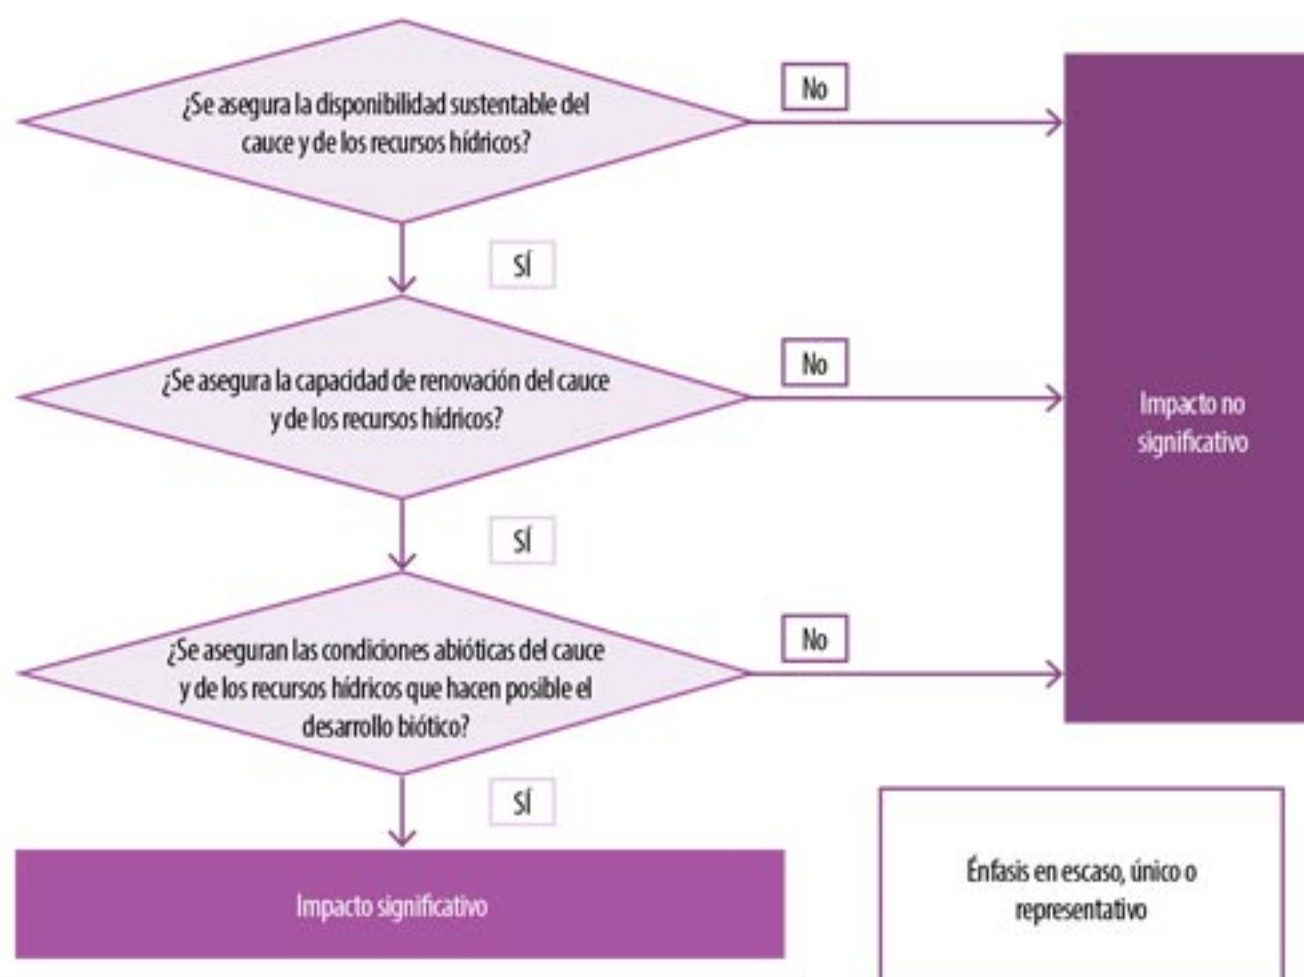 ¿Se asegura la disponibilidad sustentable del
cauce y de los recursos hídricos?
No
SÍ
¿Se asegura la capacidad de renovación del cauce
y de los recursos hídricos?
No
Impacto no
significativo
SÍ
¿Se aseguran las condiciones abióticas del cauce
y de los recursos hídricos que hacen posible el
desarrollo biótico?
No
SÍ
Impacto significativo
Énfasis en escaso, único o
representativo